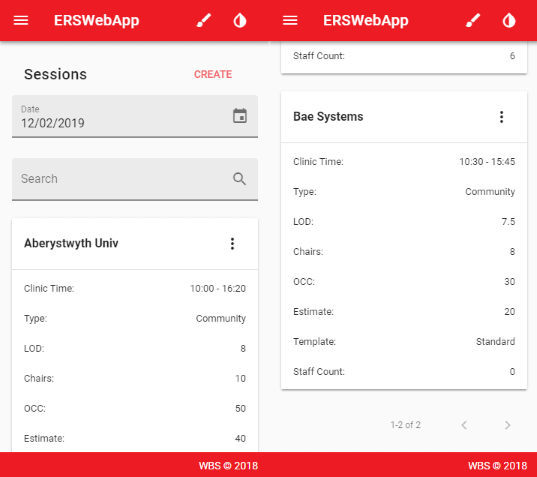 ERSWebApp
Sessions
CREATE
Date
12/02/2019
Search
Aberystwyth Univ
Clinic Time: 10:00 - 16:20
Type: Community
LOD: 8
Chairs: 10
OCC: 50
Estimate: 40
WBS © 2018
ERSWebApp
Staff Count: 6
Bae Systems
Clinic Time: 10:30 - 15:45
Type: Community
LOD: 7.5
Chairs: 8
OCC: 30
Estimate: 20
Template: Standard
Staff Count: 0
1-2 of 2
WBS © 2018